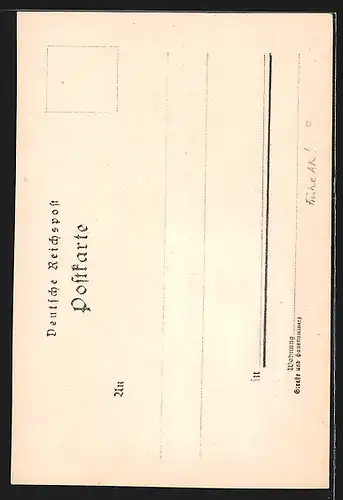 Deutsche Reichspost
Postkarte
An
in
Wohnung
(Straße und Hausnummer)
frühe AK!